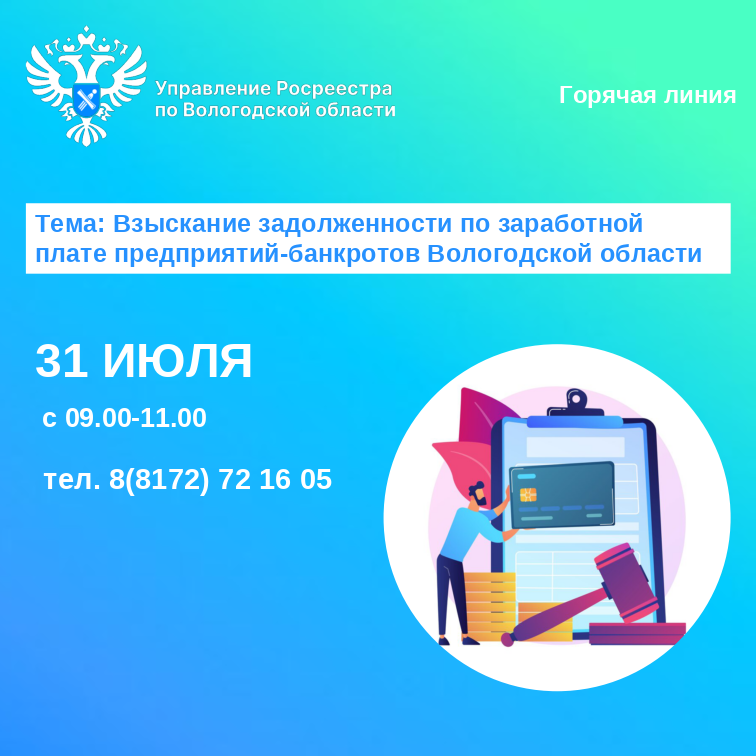 Управление Росреестра
по Вологодской области
Горячая линия
Тема: Взыскание задолженности по заработной
плате предприятий-банкротов Вологодской области
31 ИЮЛЯ
с 09.00-11.00
тел. 8(8172) 72 16 05